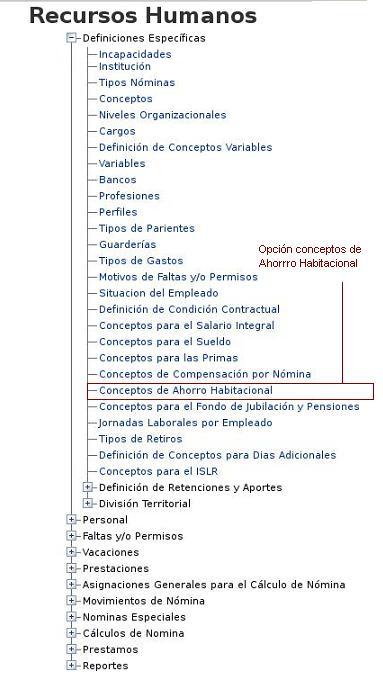 Recursos Humanos
Definiciones Específicas
Incapacidades
Institución
Tipos Nóminas
Conceptos
Niveles Organizacionales
Cargos
Definición de Conceptos Variables
Variables
Bancos
Profesiones
Perfiles
Tipos de Parientes
Guarderías
Opción conceptos de
Ahorrro Habitacional
Tipos de Gastos
Motivos de Faltas y/o Permisos
Situacion del Empleado
Definición de Condición Contractual
Conceptos para el Salario Integral
Conceptos para el Sueldo
Conceptos para las Primas
Conceptos de Compensación por Nómina
Conceptos de Ahorro Habitacional
Conceptos para el Fondo de Jubilación y Pensiones
Jornadas Laborales por Empleado
Tipos de Retiros
Definición de Conceptos para Dias Adicionales
Conceptos para el ISLR
Definición de Retenciones y Aportes
División Territorial
Personal
Faltas y/o Permisos
Vacaciones
Prestaciones
Asignaciones Generales para el Cálculo de Nómina
Movimientos de Nómina
Nominas Especiales
Cálculos de Nomina
Prestamos
Reportes